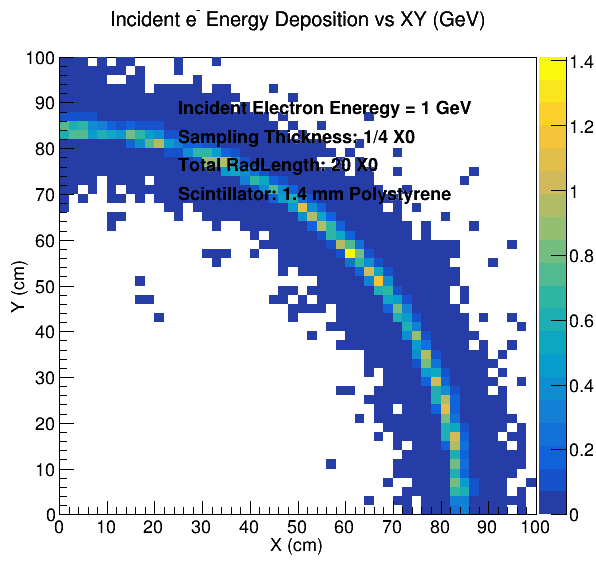 Incident e- Energy Deposition vs XY (GeV)
Incident Electron Eneregy = 1 GeV
Sampling Thickness: 1/4 X0
Total RadLength: 20 X0
Scintillator: 1.4 mm Polystyrene
Y (cm)
100
90
80
70
60
50
40
30
20
10
0
0 10 20 30 40 50 60 70 80 90 100
X (cm)
1.4
1.2
1
0.8
0.6
0.4
0.2
0